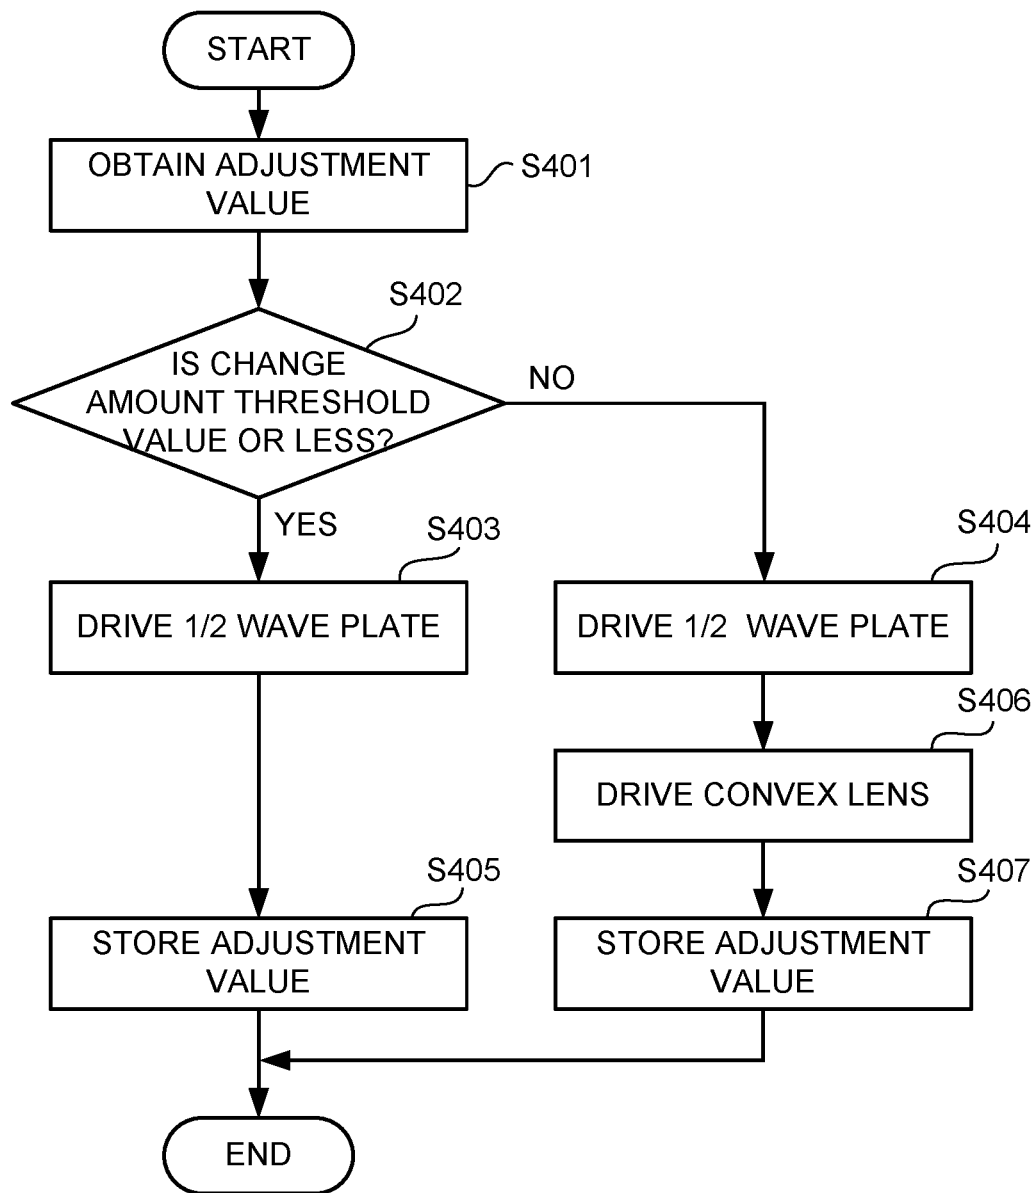 START
OBTAIN ADJUSTMENT
VALUE
S401
S402
IS CHANGE
AMOUNT THRESHOLD
VALUE OR LESS?
NO
YES
S403
DRIVE 1/2 WAVE PLATE
S404
DRIVE 1/2 WAVE PLATE
S406
DRIVE CONVEX LENS
S405
STORE ADJUSTMENT
VALUE
S407
STORE ADJUSTMENT
VALUE
END